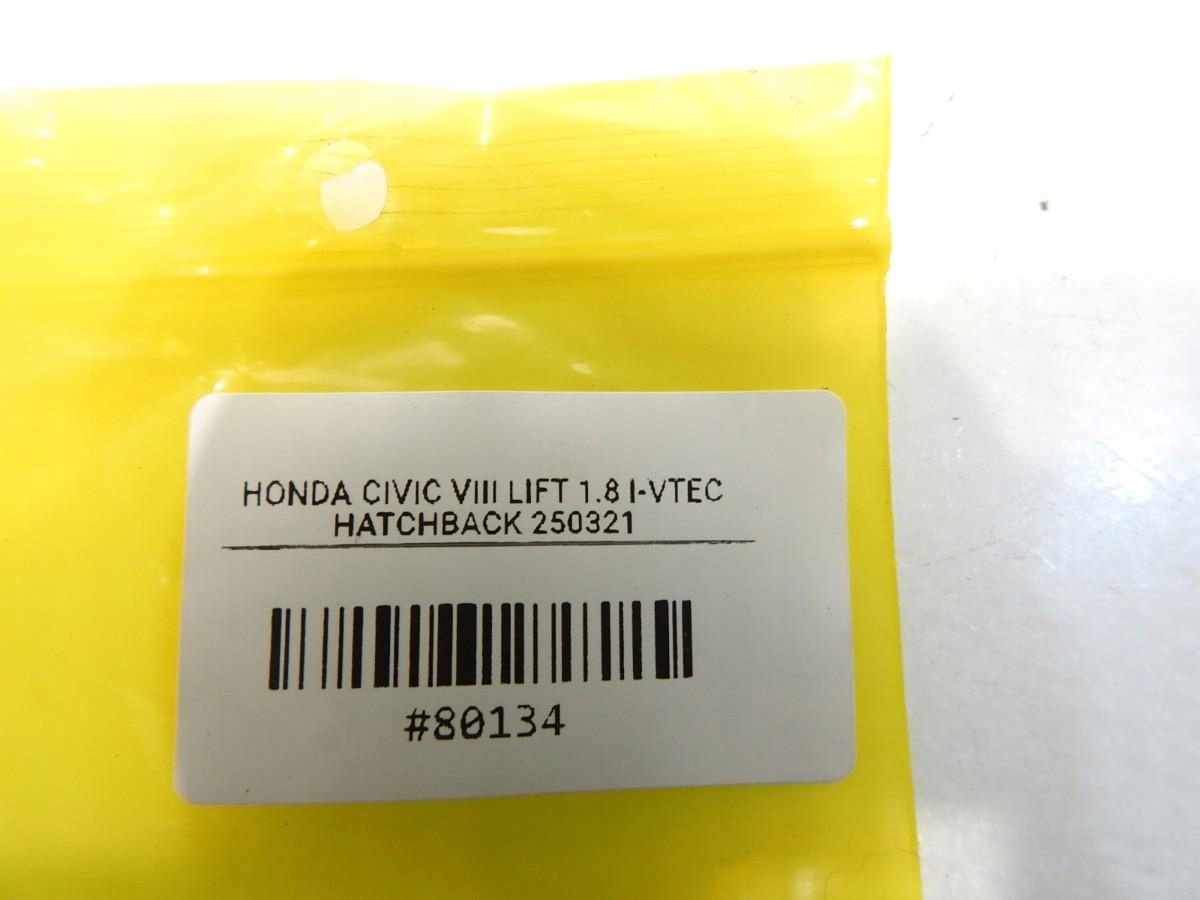 HONDA CIVIC VIII LIFT 1.8 I-VTEC
HATCHBACK 250321
#80134